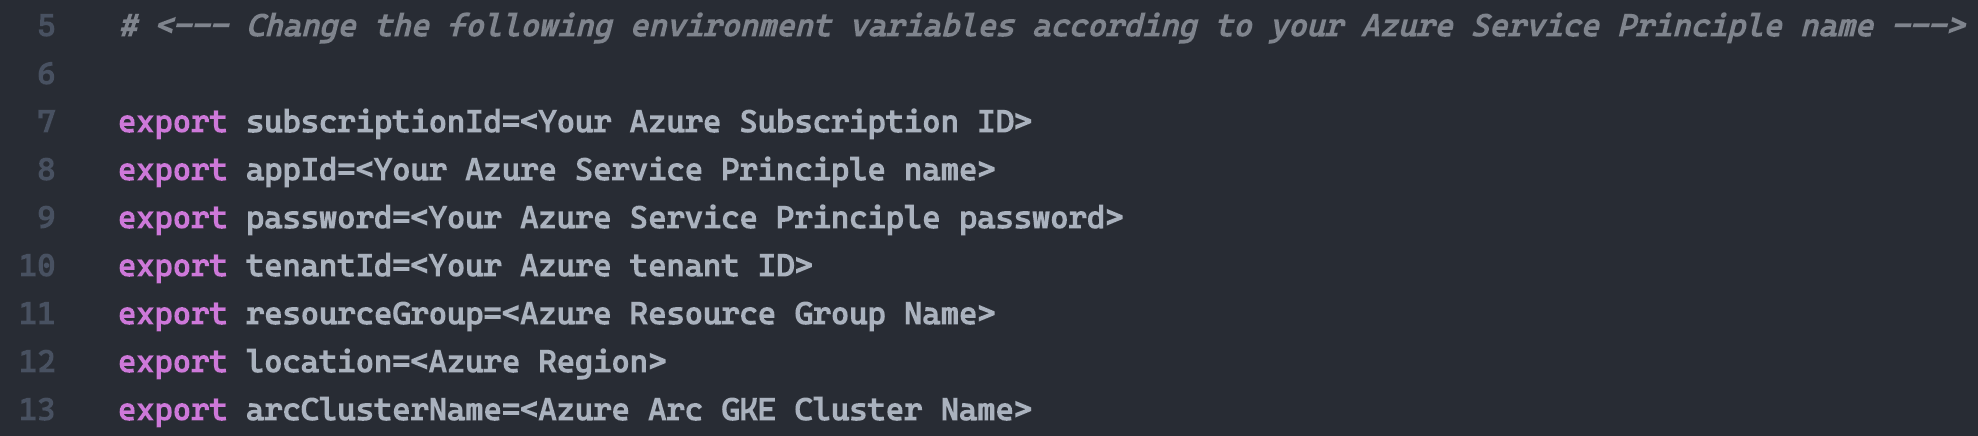 5 # <--- Change the following environment variables according to your Azure Service Principle name --->
6
7 export subscriptionId=<Your Azure Subscription ID>
8 export appId=<Your Azure Service Principle name>
9 export password=<Your Azure Service Principle password>
10 export tenantId=<Your Azure tenant ID>
11 export resourceGroup=<Azure Resource Group Name>
12 export location=<Azure Region>
13 export arcClusterName=<Azure Arc GKE Cluster Name>